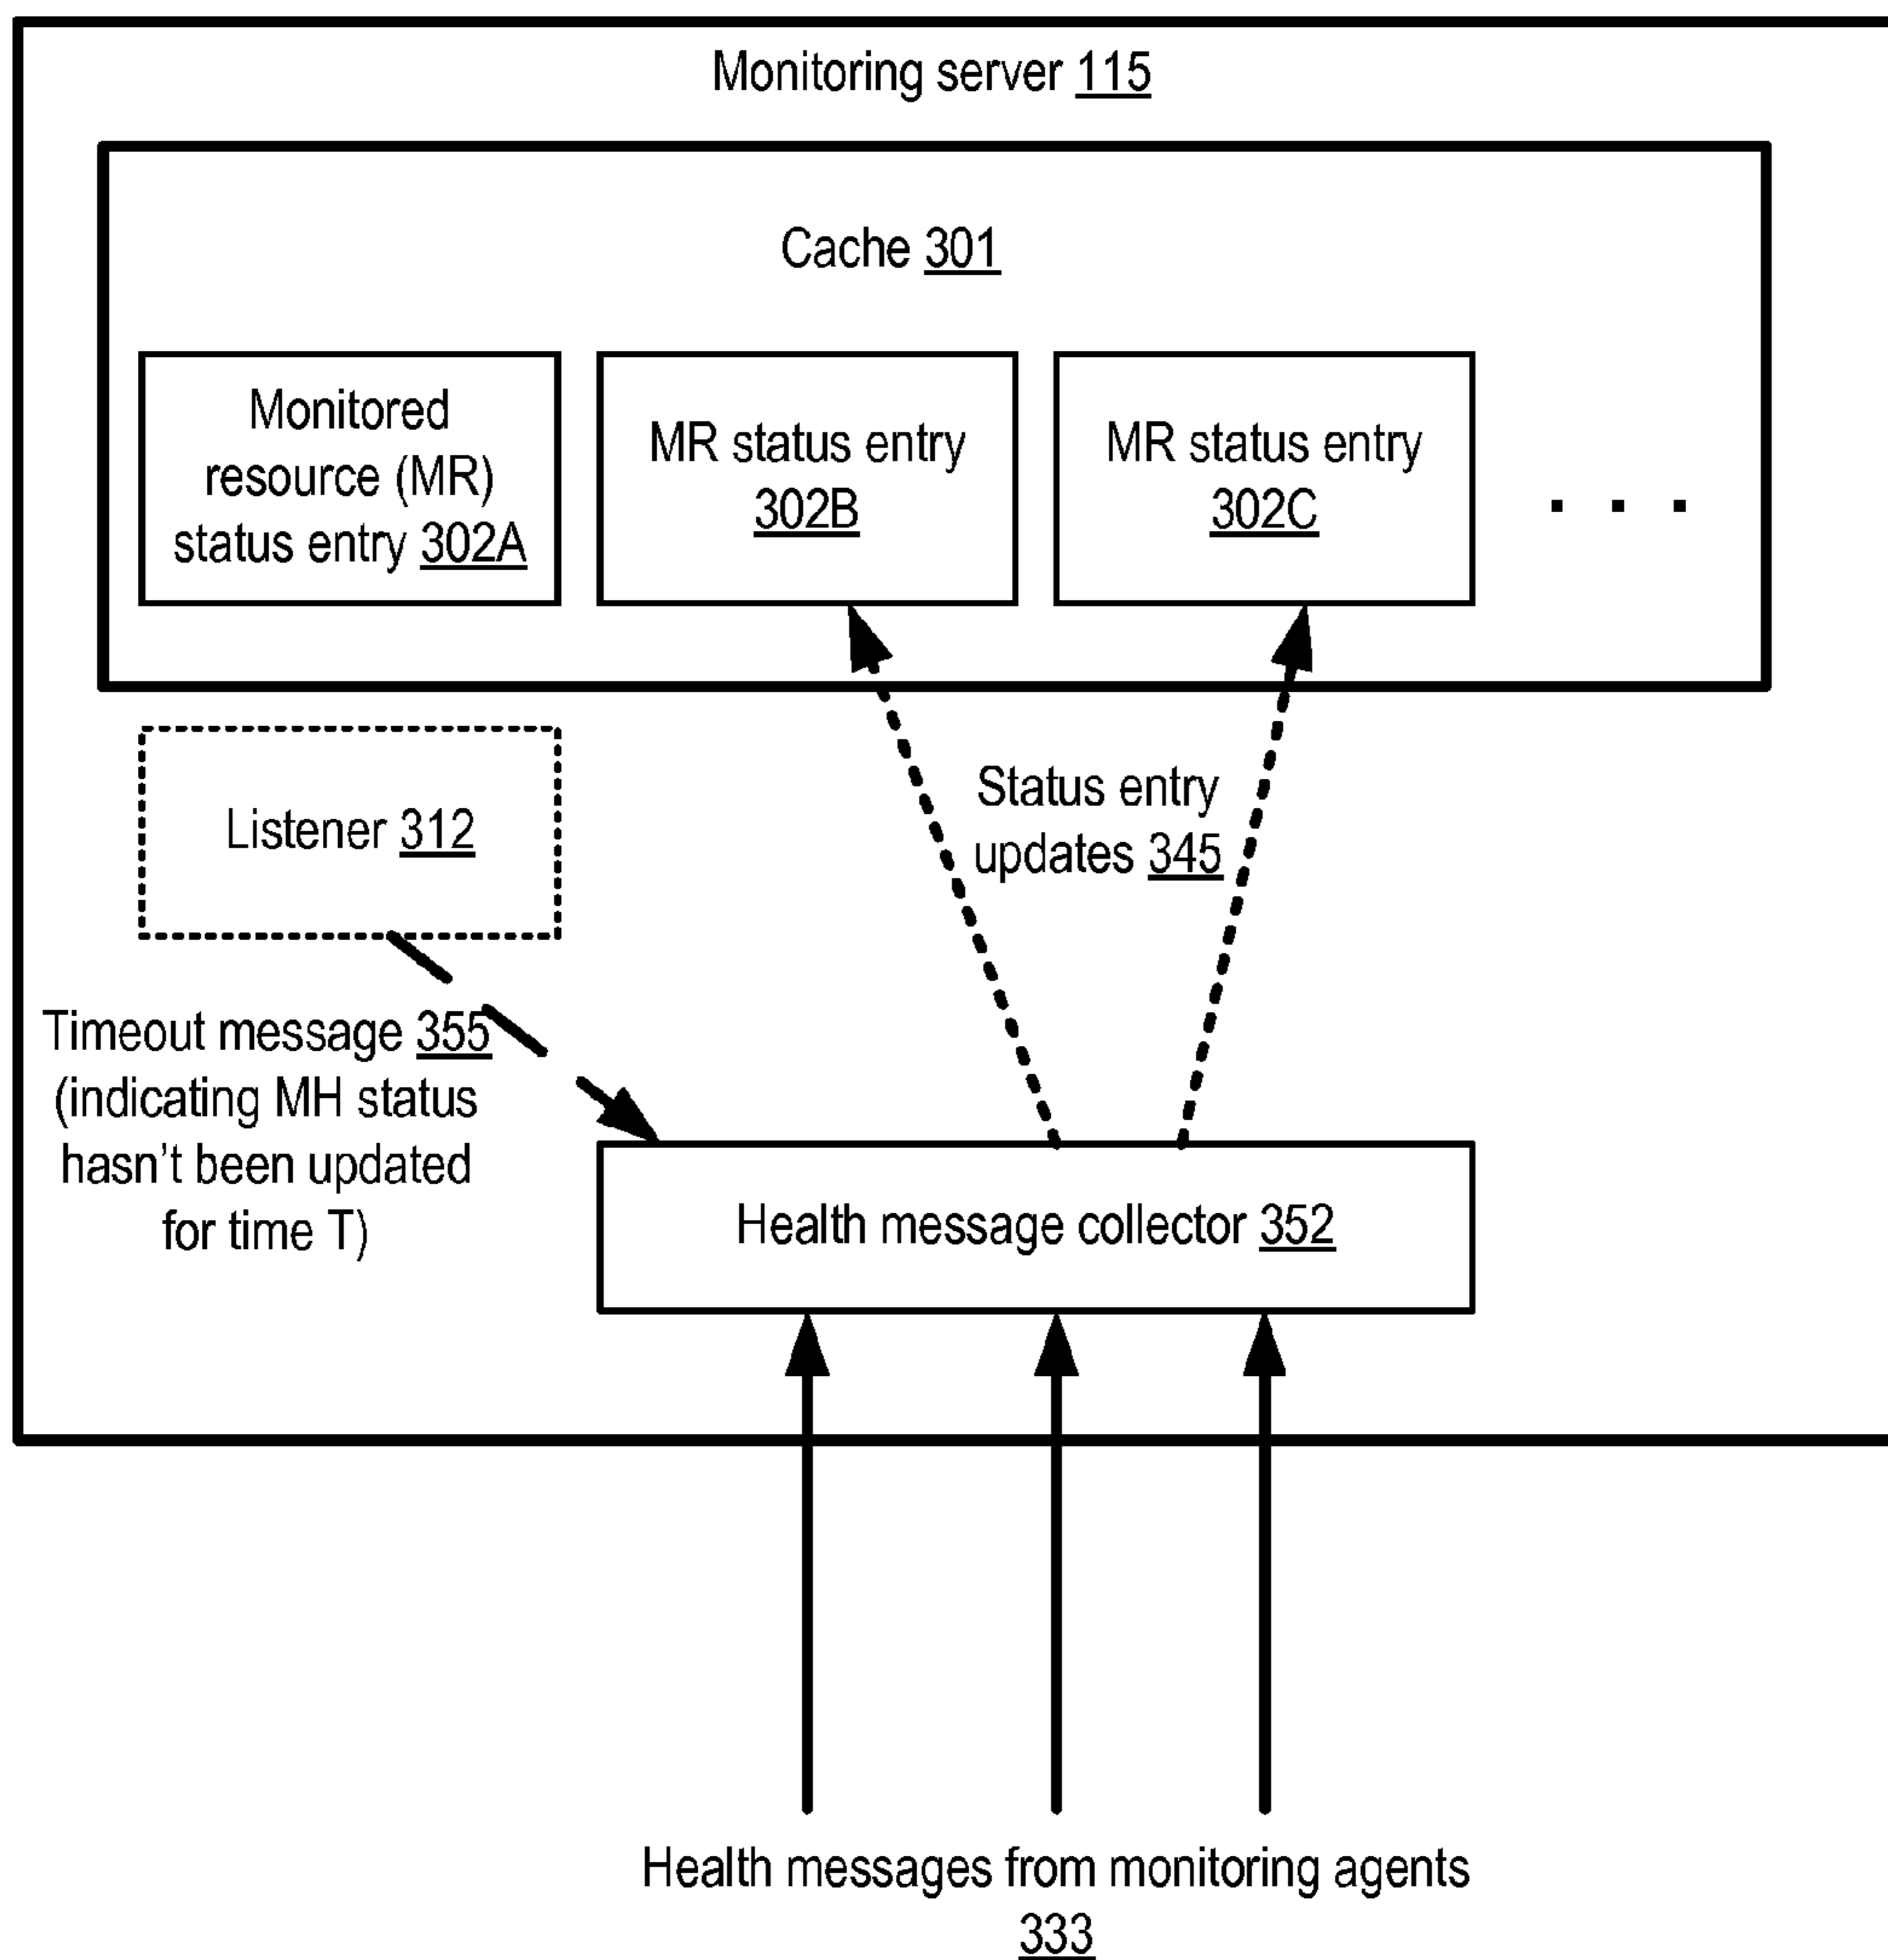 Monitoring server 115
Cache 301
Monitored
resource (MR)
status entry 302A
MR status entry
302B
MR status entry
302C
. . .
Listener 312
Status entry
updates 345
Timeout message 355
(indicating MH status
hasn't been updated
for time T)
Health message collector 352
Health messages from monitoring agents
333